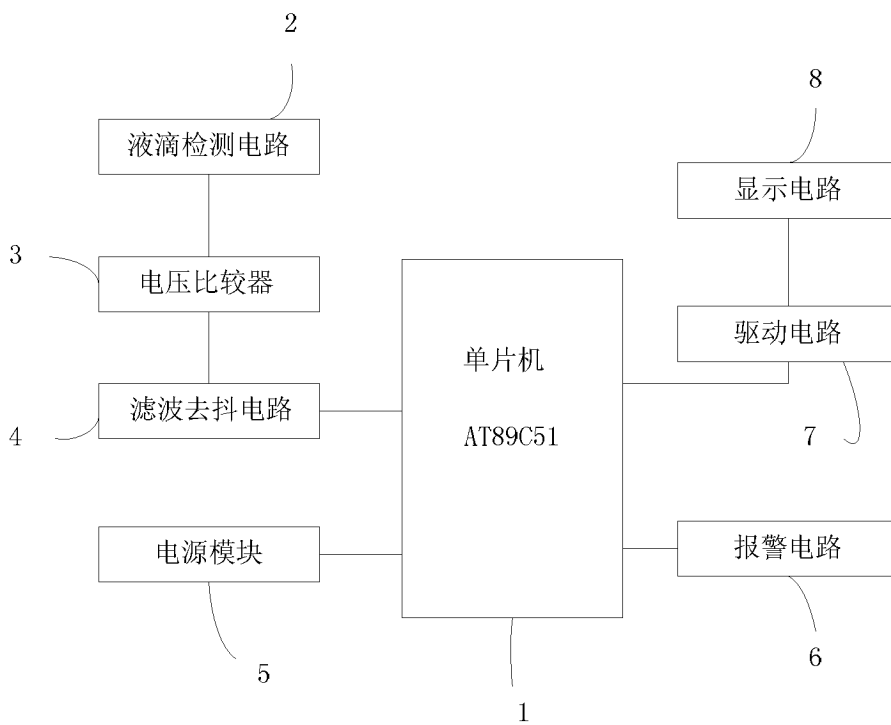 2
液滴检测电路
8
显示电路
3
电压比较器
驱动电路
单片机
AT89C51
滤波去抖电路
4
7
电源模块
报警电路
5
6
1